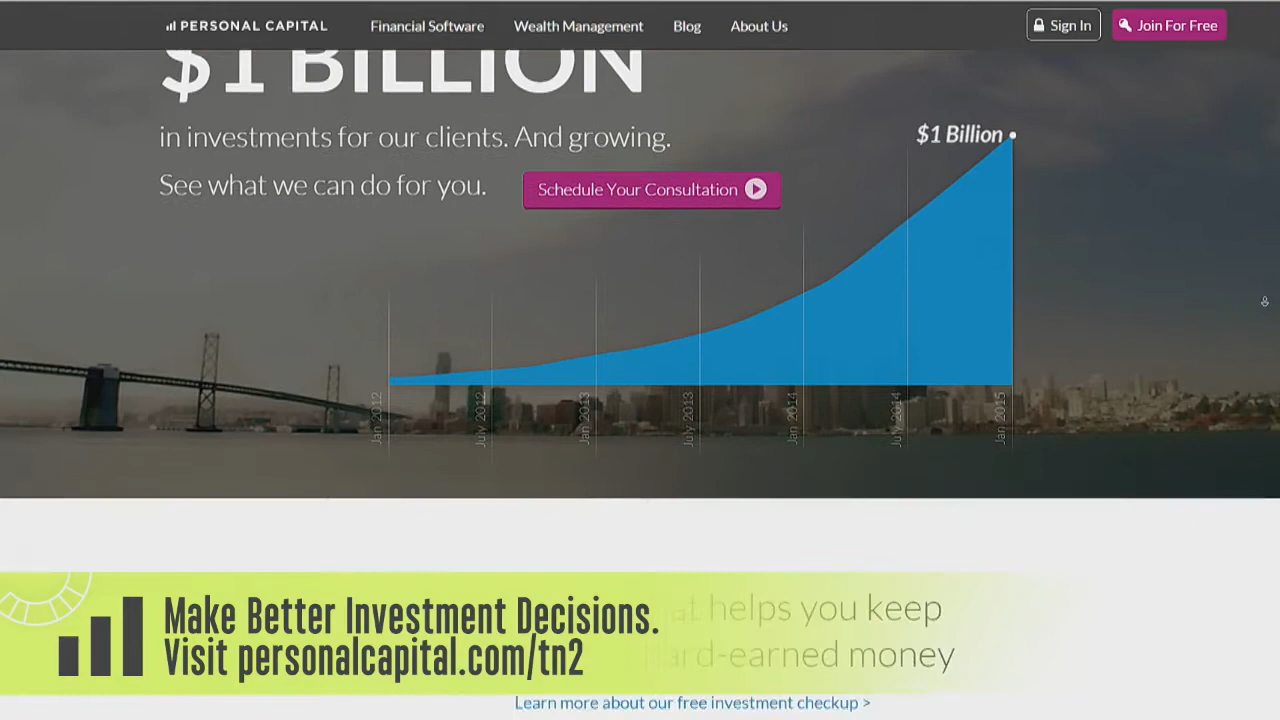 PERSONAL CAPITAL
Financial Software
Wealth Management
Blog
About Us
Sign In
Join For Free
$1 BILLION
in investments for our clients. And growing.
See what we can do for you.
Schedule Your Consultation
$1 Billion
Jan 2012
July 2012
Jan 2013
July 2013
Jan 2014
July 2014
Jan 2015
Make Better Investment Decisions.
Visit personalcapital.com/tn2
helps you keep
hard-earned money
Learn more about our free investment checkup >